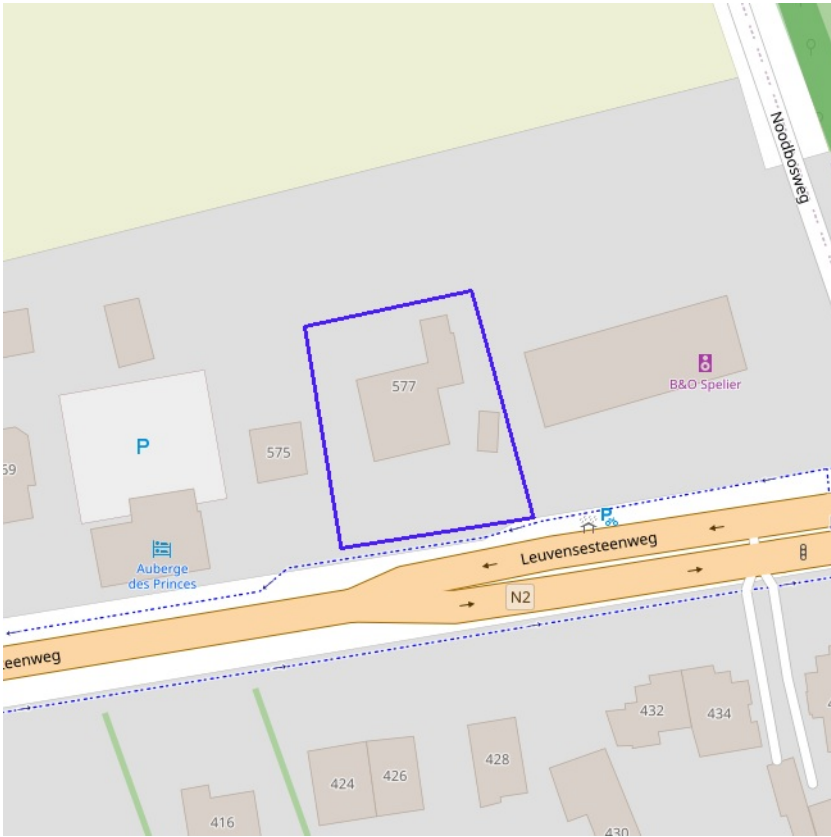 Noodbosweg
577
B&O Spelier
P
575
59
P
Leuvensesteenweg
Auberge
des Princes
N2
teenweg
432
434
428
426
424
430
416